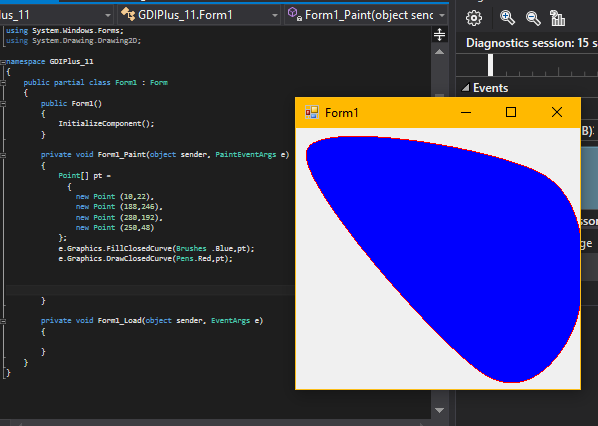 us_11
GDIPlus_11.Form1
Form1_Paint(object senc
using System.Windows.Forms;
using System.Drawing.Drawing2D;
namespace GDIPlus_11
{
public partial class Form1 : Form
{
public Form1()
{
InitializeComponent();
}
private void Form1_Paint(object sender, PaintEventArgs e)
{
Point[] pt =
{
new Point (10,22),
new Point (188,246),
new Point (280,192),
new Point (250,48)
};
e.Graphics.FillClosedCurve(Brushes .Blue,pt);
e.Graphics.DrawClosedCurve(Pens.Red,pt);
}
private void Form1_Load(object sender, EventArgs e)
{
}
}
}
Diagnostics session: 15 s
Events
Form1
B):
ssor
ge